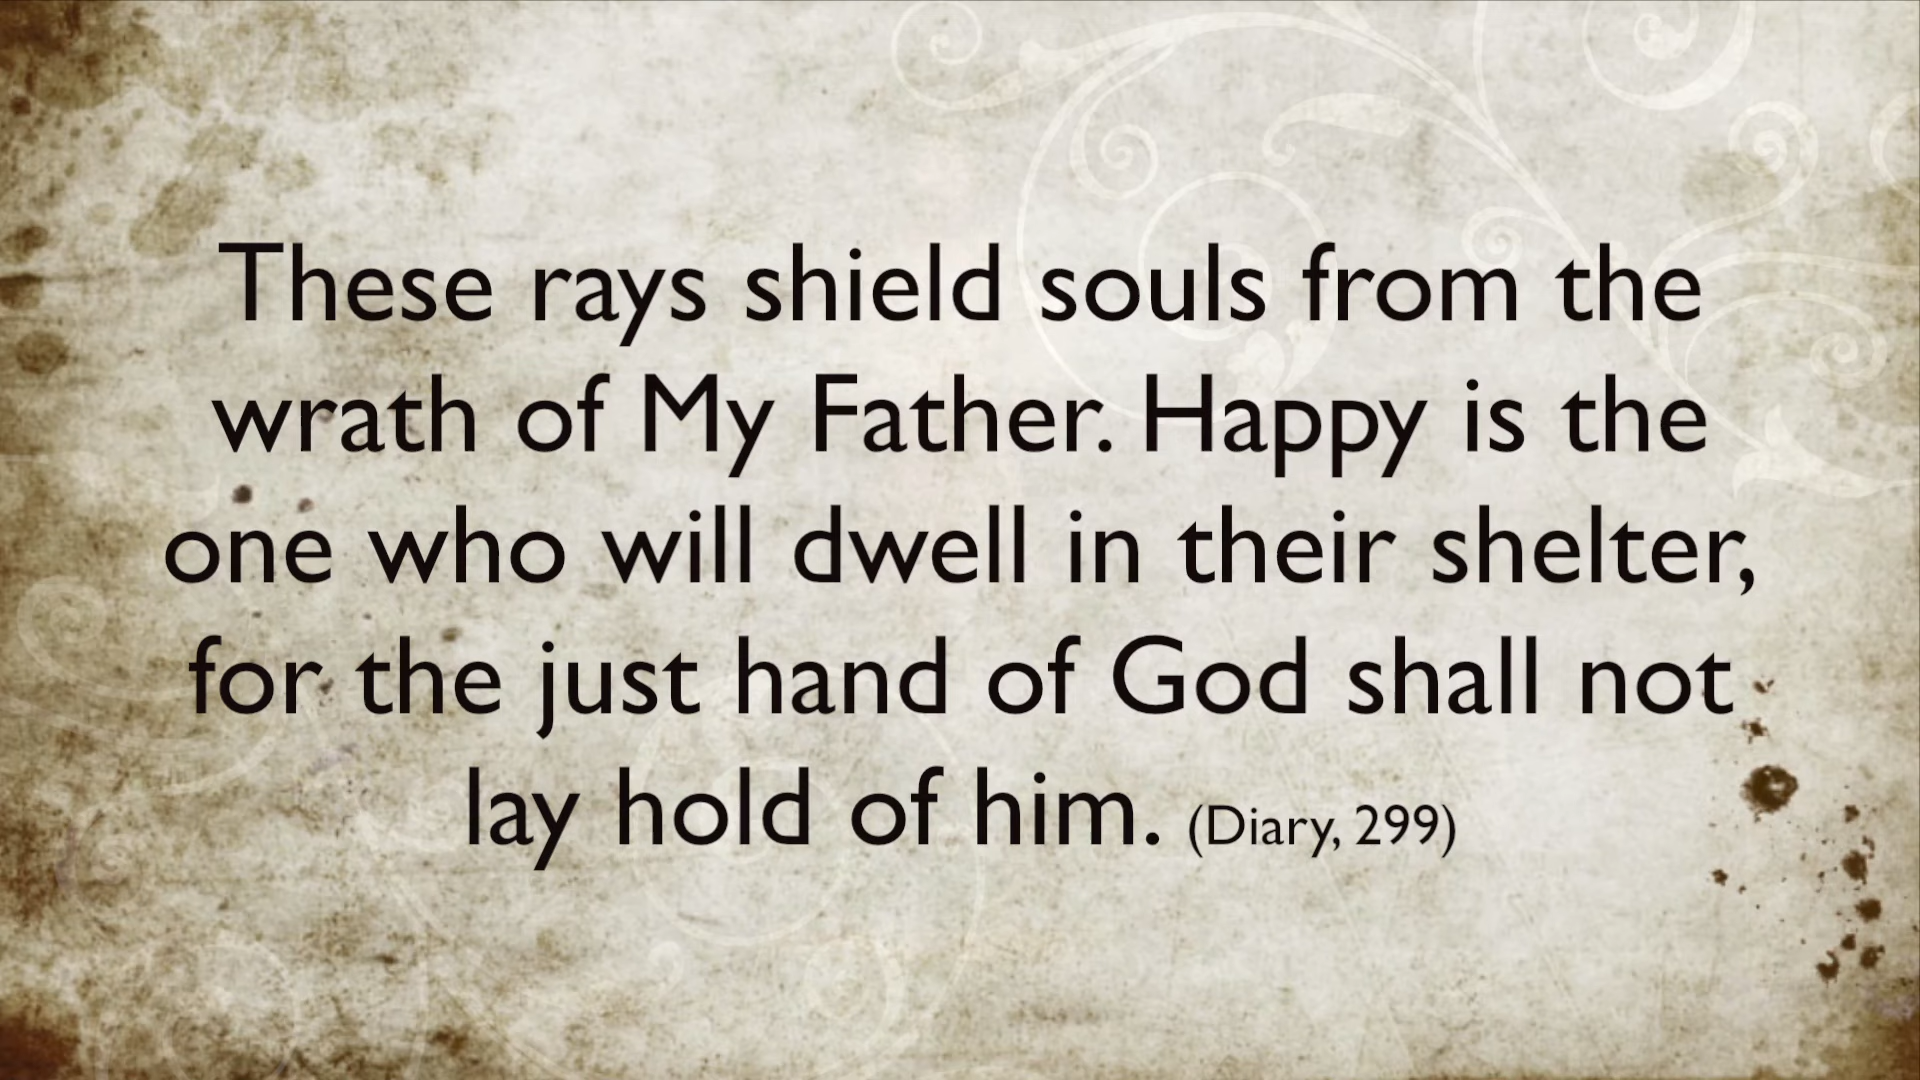 These rays shield souls from the
wrath of My Father. Happy is the
one who will dwell in their shelter,
for the just hand of God shall not
lay hold of him. (Diary, 299)